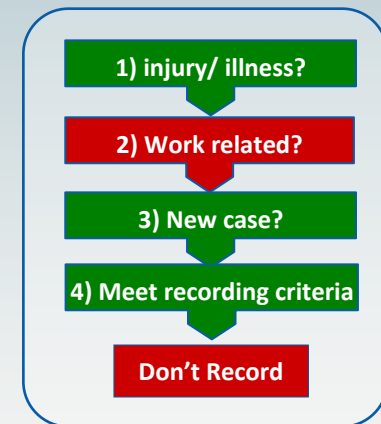 1) injury/ illness?
2) Work related?
3) New case?
4) Meet recording criteria
Don't Record